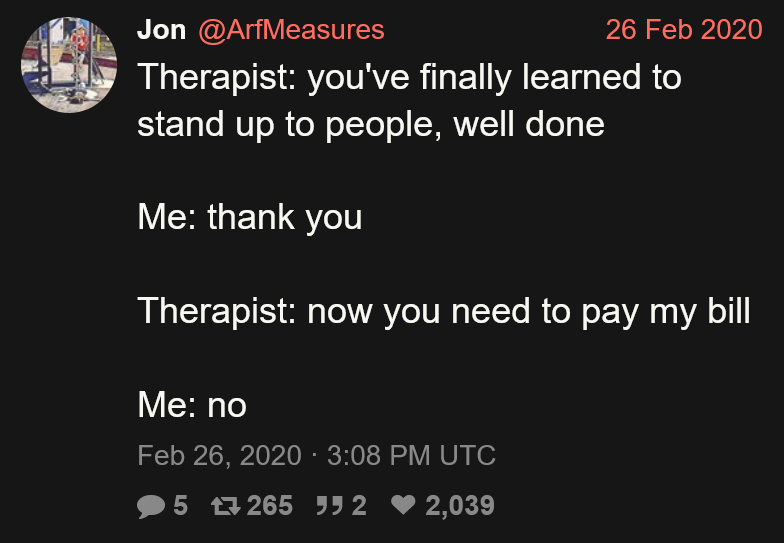 Jon @ArfMeasures 26 Feb 2020
Therapist: you've finally learned to
stand up to people, well done
Me: thank you
Therapist: now you need to pay my bill
Me: no
Feb 26, 2020 · 3:08 PM UTC
5 265 2 2,039